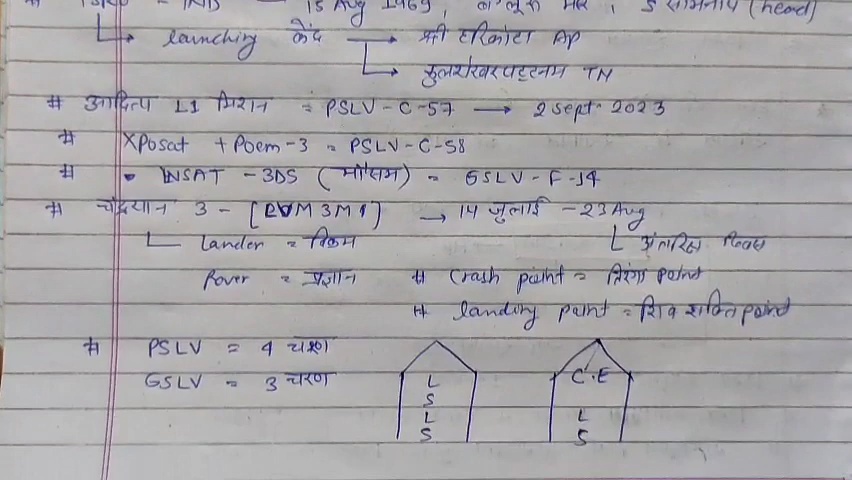 15 Aug 1969, S सोमनाथ (head)
launching केंद्र → श्री हरिकोटा AP
कुलशेखरपट्टनम TN
# आदित्य L1 मिशन = PSLV-C-57 → 2 Sept 2023
# XPosat + Poem-3 = PSLV-C-58
# • INSAT-3DS (मौसम) = GSLV-F-14
# चंद्रयान 3 - [LVM3M4] → 14 जुलाई - 23 Aug
Lander = विक्रम अंतरिक्ष दिवस
Rover = प्रज्ञान # Crash point = तिरंगा point
# landing point = शिव शक्ति point
# PSLV = 4 चरण
GSLV = 3 चरण
L
S
L
S
C.E
L
S